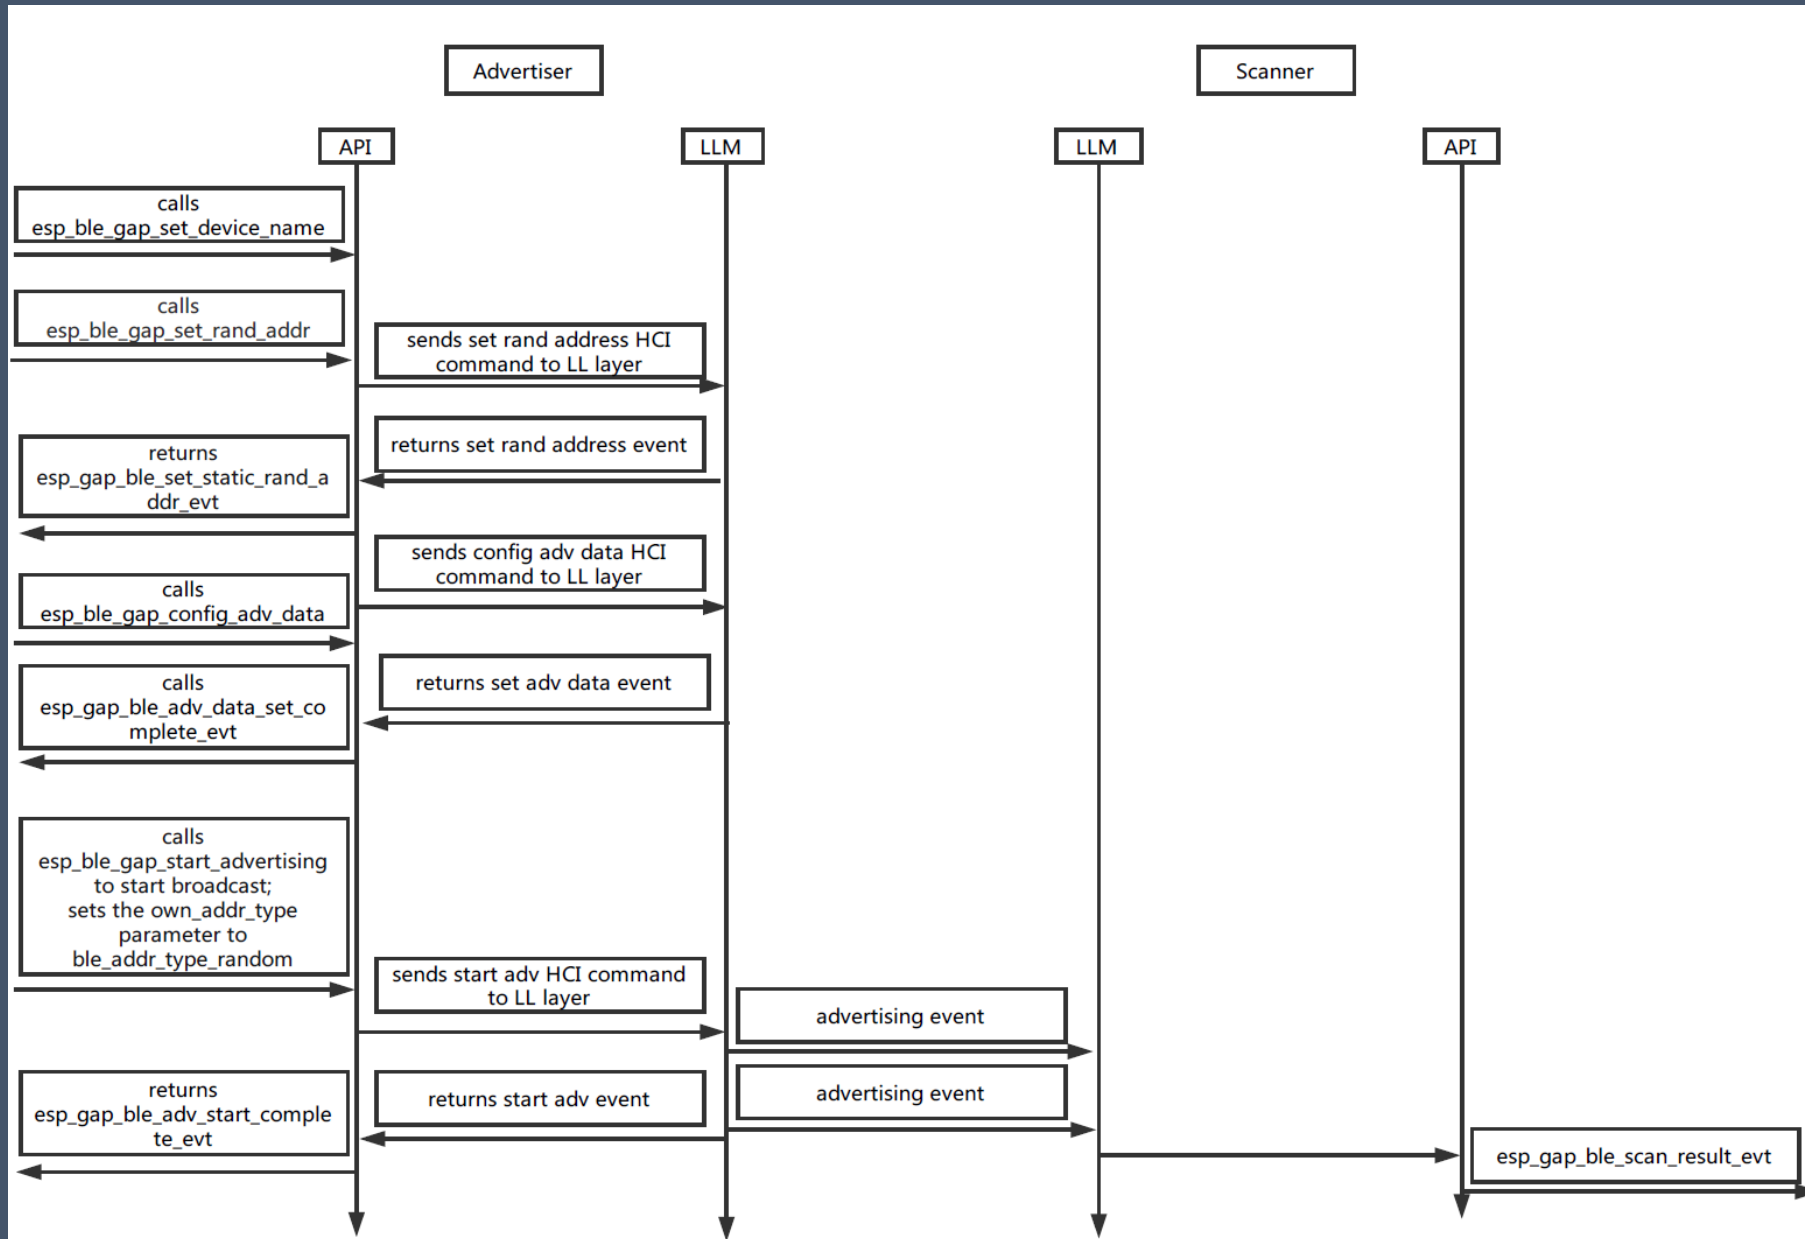 Advertiser
Scanner
API
LLM
LLM
API
calls
esp_ble_gap_set_device_name
calls
esp_ble_gap_set_rand_addr
sends set rand address HCI
command to LL layer
returns set rand address event
returns
esp_gap_ble_set_static_rand_a
ddr_evt
sends config adv data HCI
command to LL layer
calls
esp_ble_gap_config_adv_data
returns set adv data event
calls
esp_gap_ble_adv_data_set_co
mplete_evt
calls
esp_ble_gap_start_advertising
to start broadcast;
sets the own_addr_type
parameter to
ble_addr_type_random
sends start adv HCI command
to LL layer
advertising event
returns
esp_gap_ble_adv_start_comple
te_evt
returns start adv event
advertising event
esp_gap_ble_scan_result_evt